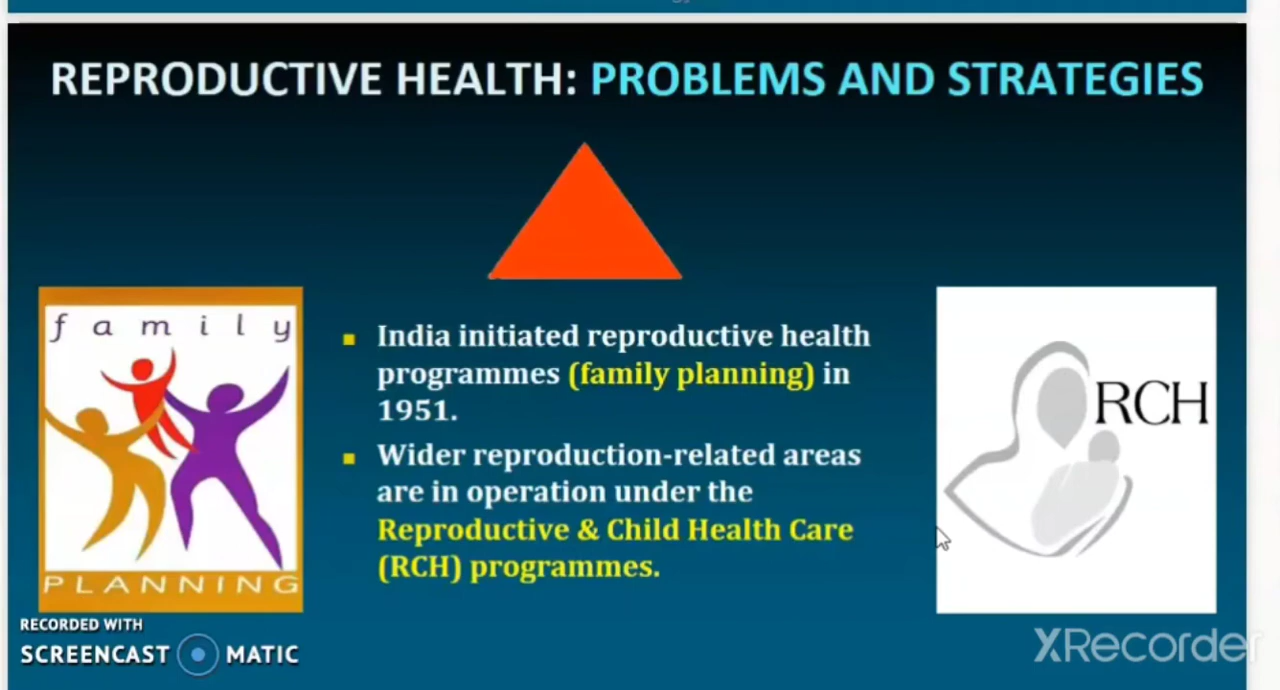 REPRODUCTIVE HEALTH: PROBLEMS AND STRATEGIES
family
PLANNING
▪ India initiated reproductive health
programmes (family planning) in
1951.
▪ Wider reproduction-related areas
are in operation under the
Reproductive & Child Health Care
(RCH) programmes.
RCH
RECORDED WITH
SCREENCAST MATIC
XRecorder